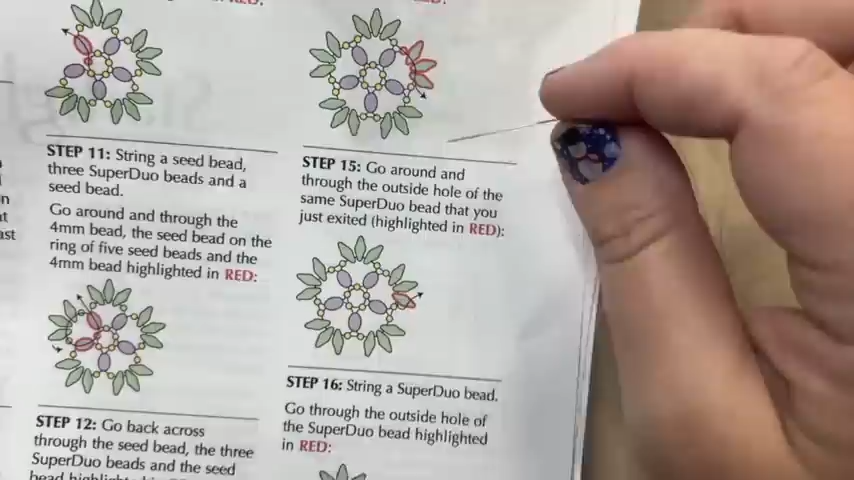 RED:
STEP 11: String a seed bead,
three SuperDuo beads and a
seed bead.
Go around and through the
4mm bead, the seed bead on the
ring of five seed beads and the
4mm bead highlighted in RED:
STEP 12: Go back across
through the seed bead, the three
SuperDuo beads and the seed
bead highlighted in
STEP 15: Go around and
through the outside hole of the
same SuperDuo bead that you
just exited (highlighted in RED):
STEP 16: String a SuperDuo bead.
Go through the outside hole of
the SuperDuo bead highlighted
in RED: